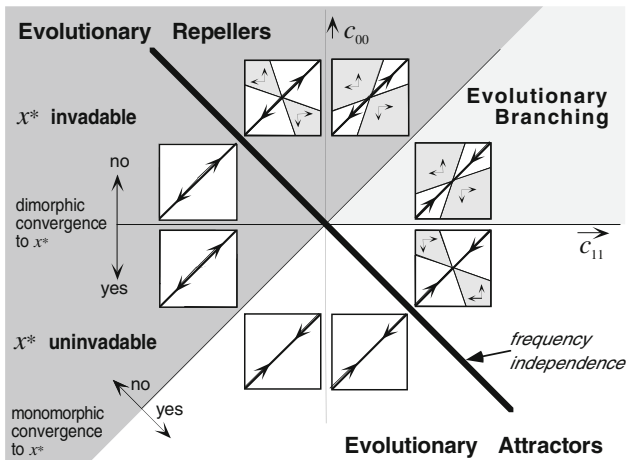 Evolutionary Repellers
c₀₀
x* invadable
Evolutionary
Branching
no
dimorphic
convergence
to x*
yes
c₁₁
x* uninvadable
frequency
independence
no
yes
monomorphic
convergence
to x*
Evolutionary Attractors